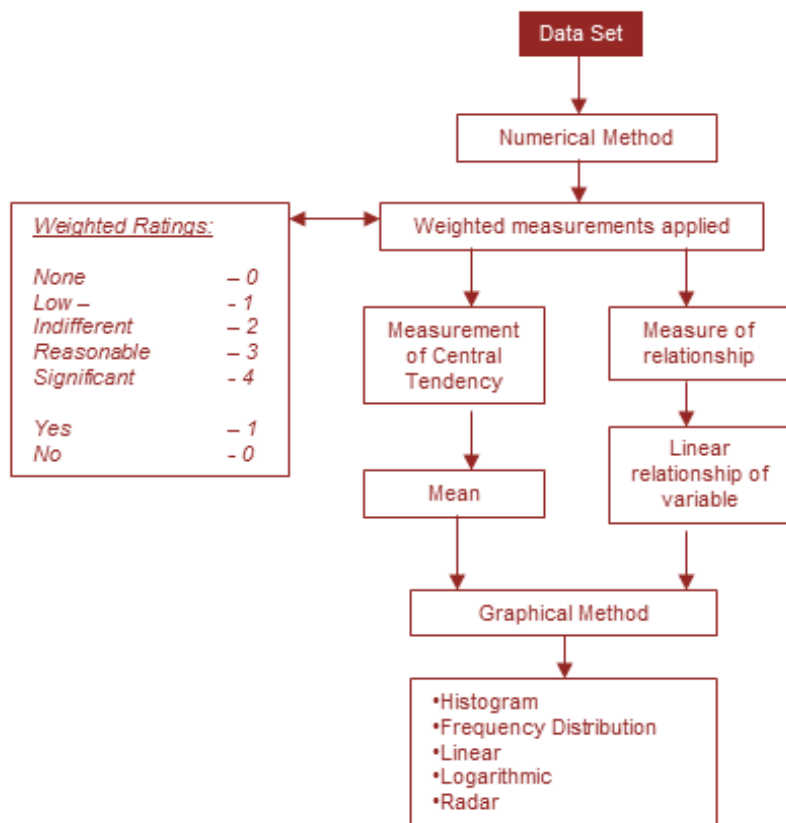 Data Set
Numerical Method
Weighted measurements applied
Weighted Ratings:
None – 0
Low – - 1
Indifferent – 2
Reasonable – 3
Significant - 4
Yes – 1
No - 0
Measurement
of Central
Tendency
Measure of
relationship
Mean
Linear
relationship of
variable
Graphical Method
•Histogram
•Frequency Distribution
•Linear
•Logarithmic
•Radar